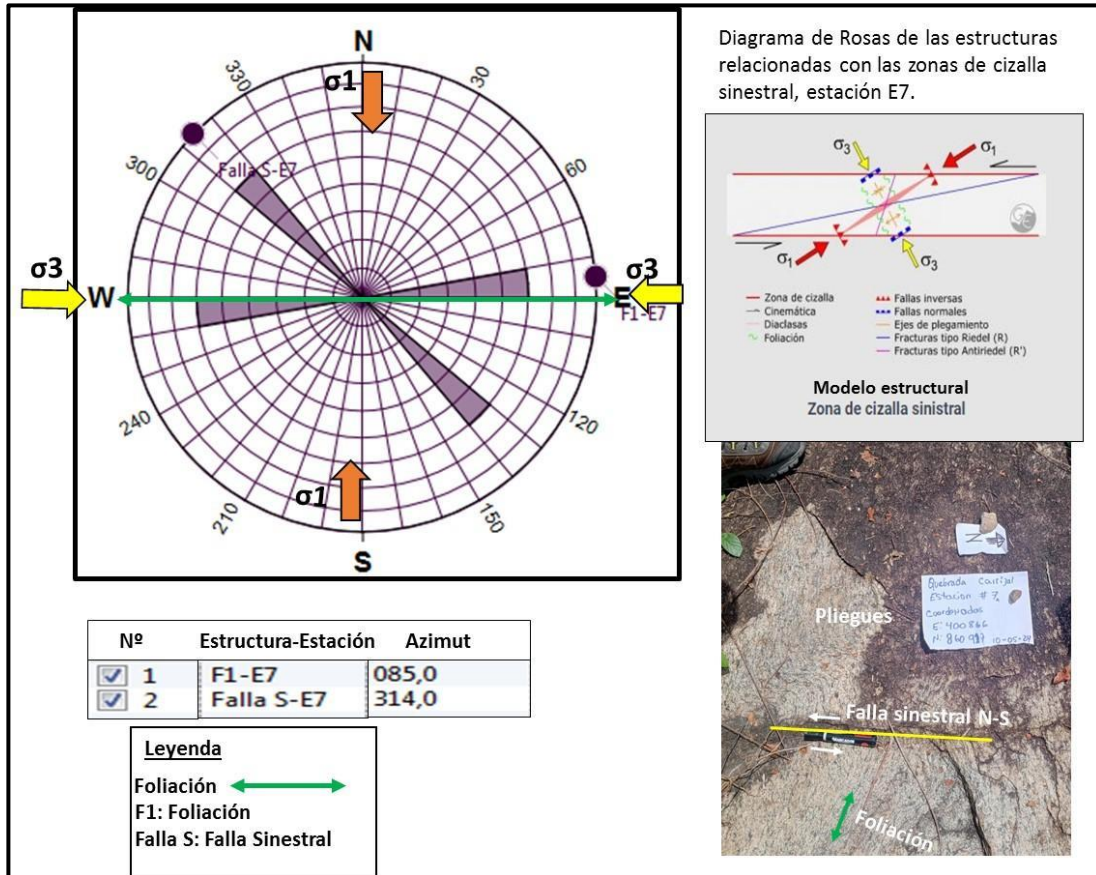 Diagrama de Rosas de las estructuras
relacionadas con las zonas de cizalla
sinestral, estación E7.
N
σ1
330
30
300
60
Falla S-E7
σ3
W
σ3
E
F1-E7
240
120
σ1
210
150
S
σ3
σ1
σ1
σ3
Zona de cizalla
Cinemática
Diaclasas
Foliación
Fallas inversas
Fallas normales
Ejes de plegamiento
Fracturas tipo Riedel (R)
Fracturas tipo Antiriedel (R')
Modelo estructural
Zona de cizalla sinistral
Nº Estructura-Estación Azimut
1 F1-E7 085,0
2 Falla S-E7 314,0
Leyenda
Foliación
F1: Foliación
Falla S: Falla Sinestral
N
Quebrada
Estacion # 7
Coordenadas
E: 400866
N:
10-05-24
Pliegues
Falla sinestral N-S
Foliación